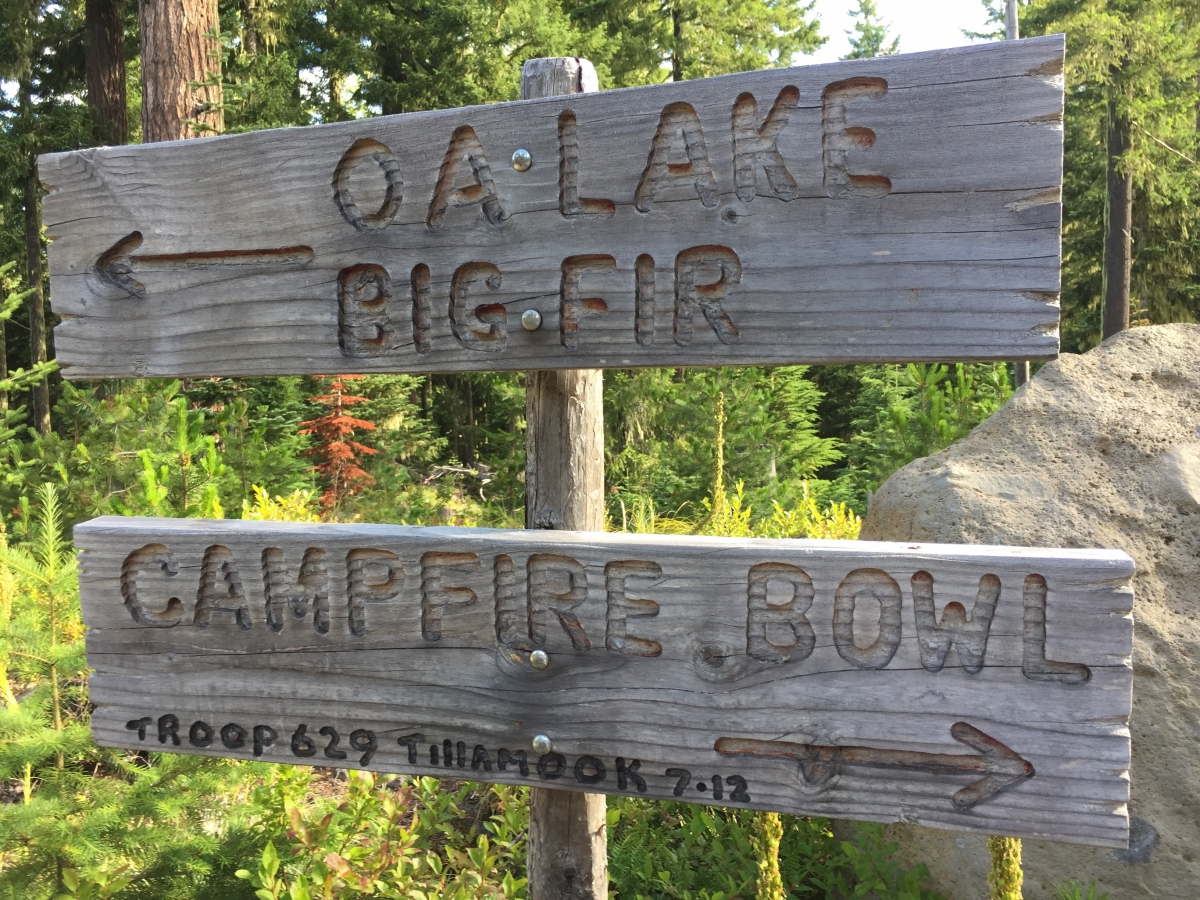 OA LAKE
BIG FIR
CAMPFIRE BOWL
TROOP 629 TillAMOOK 7·12